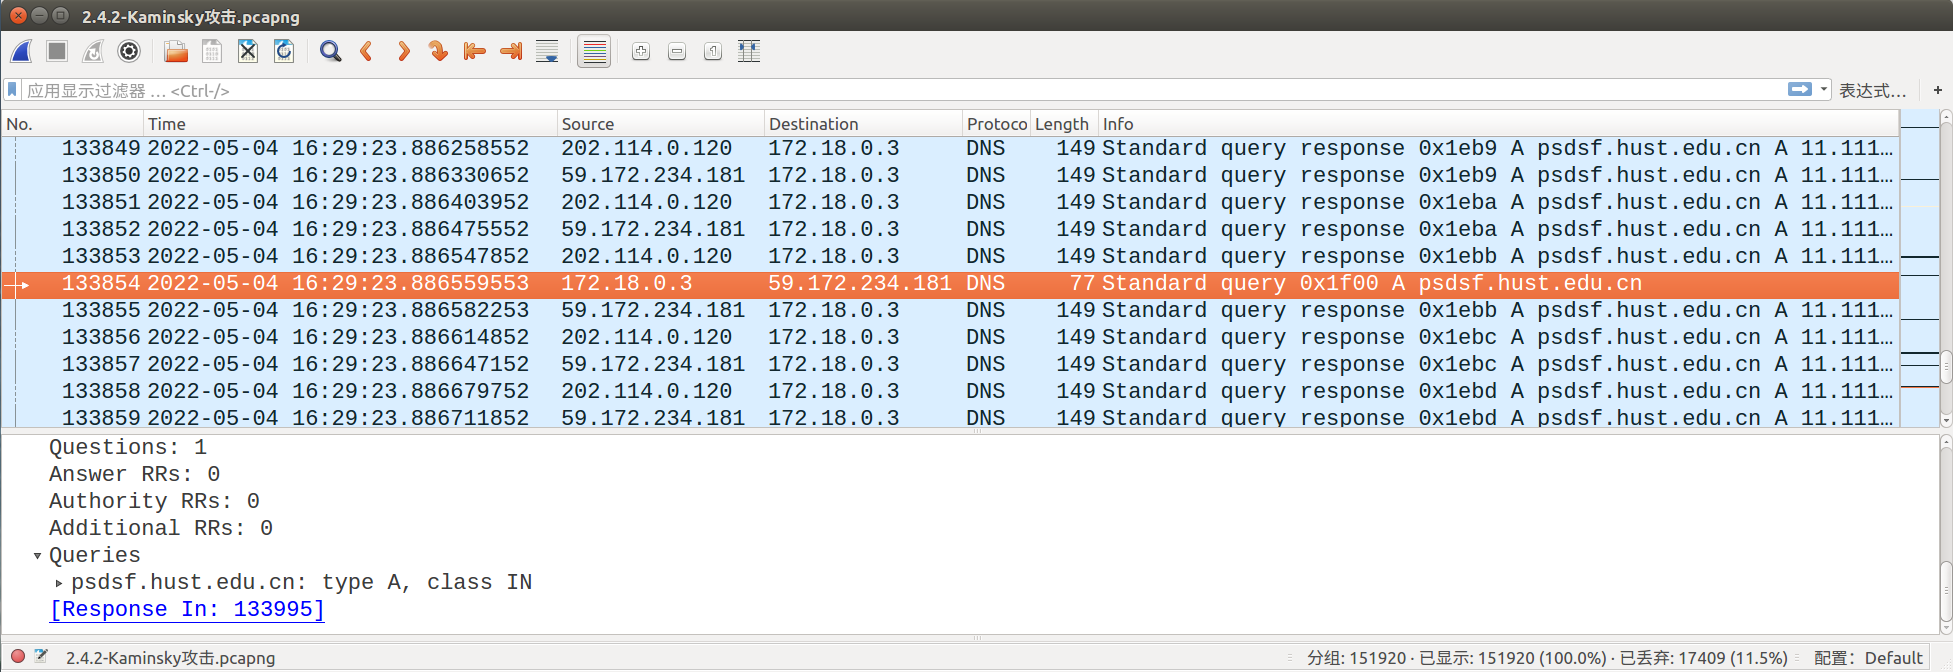 2.4.2-Kaminsky攻击.pcapng
应用显示过滤器 … <Ctrl-/>
表达式…
+
No. Time Source Destination Protoco Length Info
133849 2022-05-04 16:29:23.886258552 202.114.0.120 172.18.0.3 DNS 149 Standard query response 0x1eb9 A psdsf.hust.edu.cn A 11.111…
133850 2022-05-04 16:29:23.886330652 59.172.234.181 172.18.0.3 DNS 149 Standard query response 0x1eb9 A psdsf.hust.edu.cn A 11.111…
133851 2022-05-04 16:29:23.886403952 202.114.0.120 172.18.0.3 DNS 149 Standard query response 0x1eba A psdsf.hust.edu.cn A 11.111…
133852 2022-05-04 16:29:23.886475552 59.172.234.181 172.18.0.3 DNS 149 Standard query response 0x1eba A psdsf.hust.edu.cn A 11.111…
133853 2022-05-04 16:29:23.886547852 202.114.0.120 172.18.0.3 DNS 149 Standard query response 0x1ebb A psdsf.hust.edu.cn A 11.111…
133854 2022-05-04 16:29:23.886559553 172.18.0.3 59.172.234.181 DNS 77 Standard query 0x1f00 A psdsf.hust.edu.cn
133855 2022-05-04 16:29:23.886582253 59.172.234.181 172.18.0.3 DNS 149 Standard query response 0x1ebb A psdsf.hust.edu.cn A 11.111…
133856 2022-05-04 16:29:23.886614852 202.114.0.120 172.18.0.3 DNS 149 Standard query response 0x1ebc A psdsf.hust.edu.cn A 11.111…
133857 2022-05-04 16:29:23.886647152 59.172.234.181 172.18.0.3 DNS 149 Standard query response 0x1ebc A psdsf.hust.edu.cn A 11.111…
133858 2022-05-04 16:29:23.886679752 202.114.0.120 172.18.0.3 DNS 149 Standard query response 0x1ebd A psdsf.hust.edu.cn A 11.111…
133859 2022-05-04 16:29:23.886711852 59.172.234.181 172.18.0.3 DNS 149 Standard query response 0x1ebd A psdsf.hust.edu.cn A 11.111…
Questions: 1
Answer RRs: 0
Authority RRs: 0
Additional RRs: 0
Queries
psdsf.hust.edu.cn: type A, class IN
[Response In: 133995]
2.4.2-Kaminsky攻击.pcapng
分组: 151920 · 已显示: 151920 (100.0%) · 已丢弃: 17409 (11.5%)
配置: Default